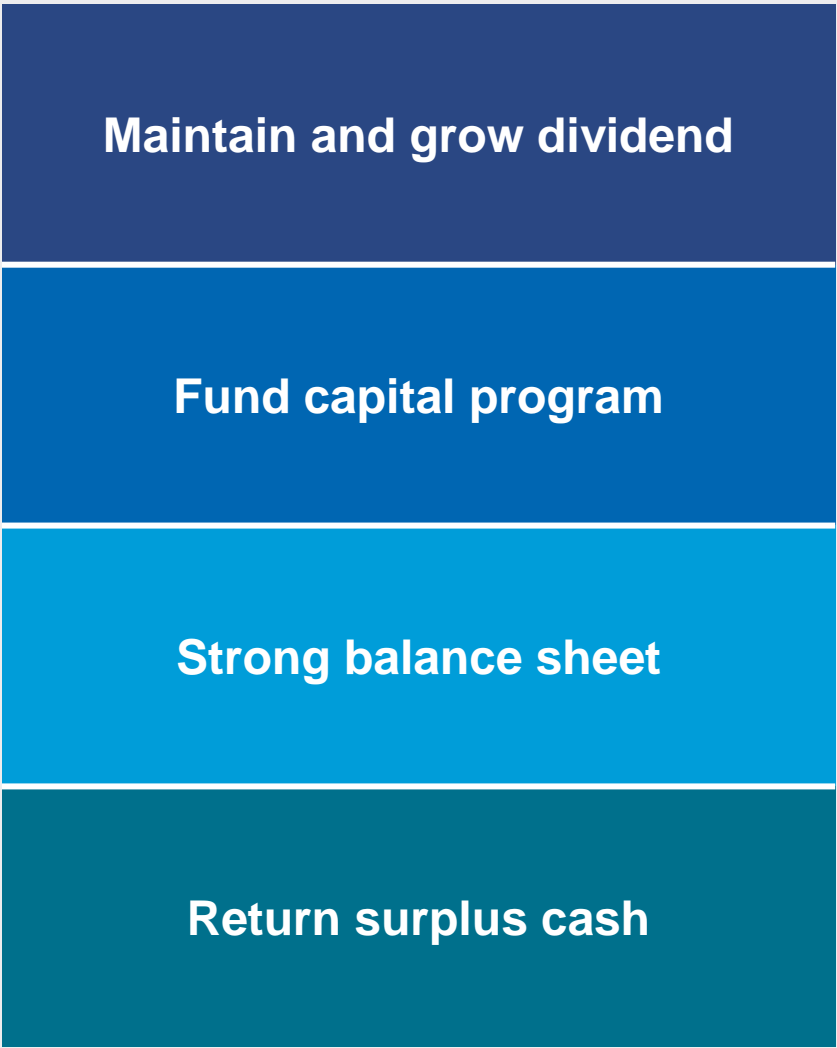 Maintain and grow dividend
Fund capital program
Strong balance sheet
Return surplus cash